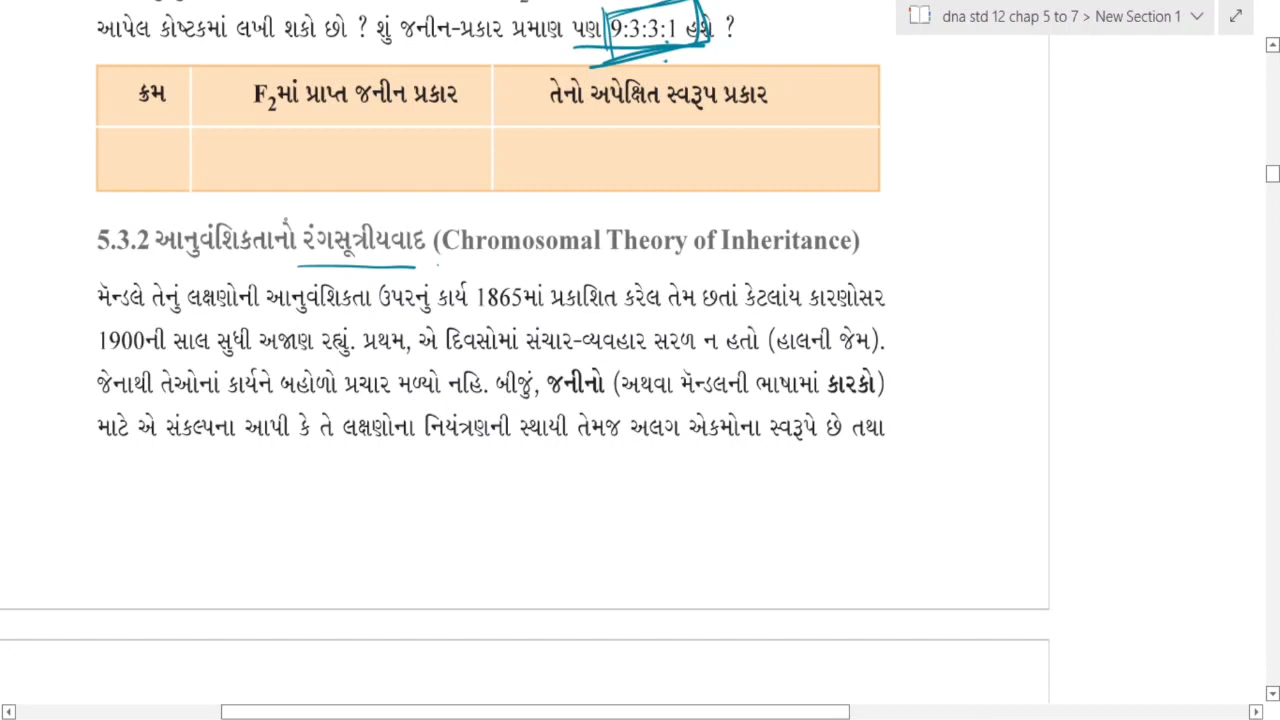 dna std 12 chap 5 to 7 > New Section 1
આપેલ કોષ્ટકમાં લખી શકો છો ? શું જનીન-પ્રકાર પ્રમાણ પણ 9:3:3:1 હશે ?
ક્રમ F2માં પ્રાપ્ત જનીન પ્રકાર તેનો અપેક્ષિત સ્વરૂપ પ્રકાર
5.3.2 આનુવંશિકતાનો રંગસૂત્રીયવાદ (Chromosomal Theory of Inheritance)
મૅન્ડલે તેનું લક્ષણોની આનુવંશિકતા ઉપરનું કાર્ય 1865માં પ્રકાશિત કરેલ તેમ છતાં કેટલાંય કારણોસર
1900ની સાલ સુધી અજાણ રહ્યું. પ્રથમ, એ દિવસોમાં સંચાર-વ્યવહાર સરળ ન હતો (હાલની જેમ).
જેનાથી તેઓનાં કાર્યને બહોળો પ્રચાર મળ્યો નહિ. બીજું, જનીનો (અથવા મૅન્ડલની ભાષામાં કારકો)
માટે એ સંકલ્પના આપી કે તે લક્ષણોના નિયંત્રણની સ્થાયી તેમજ અલગ એકમોના સ્વરૂપે છે તથા